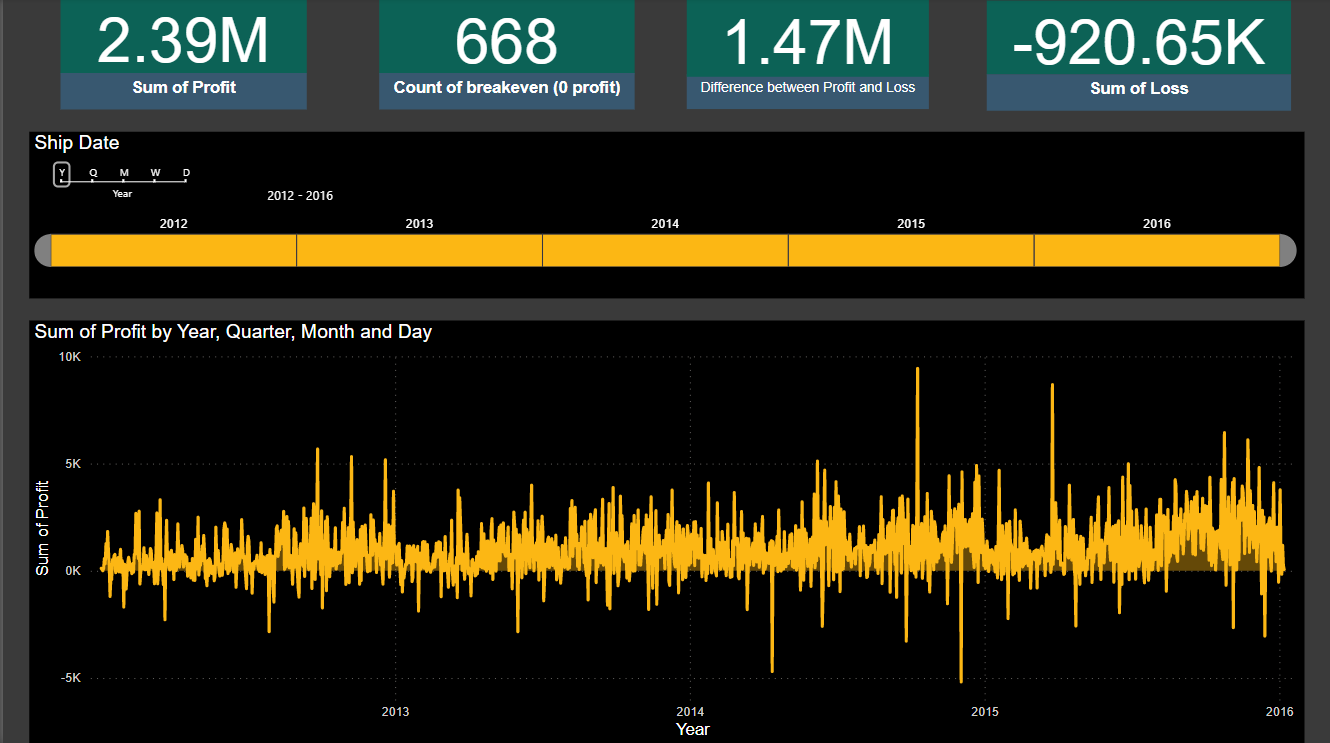 2.39M
Sum of Profit
668
Count of breakeven (0 profit)
1.47M
Difference between Profit and Loss
-920.65K
Sum of Loss
Ship Date
Y Q M W D
Year
2012 - 2016
2012 2013 2014 2015 2016
Sum of Profit by Year, Quarter, Month and Day
10K
5K
0K
-5K
Sum of Profit
2013 2014 2015 2016
Year